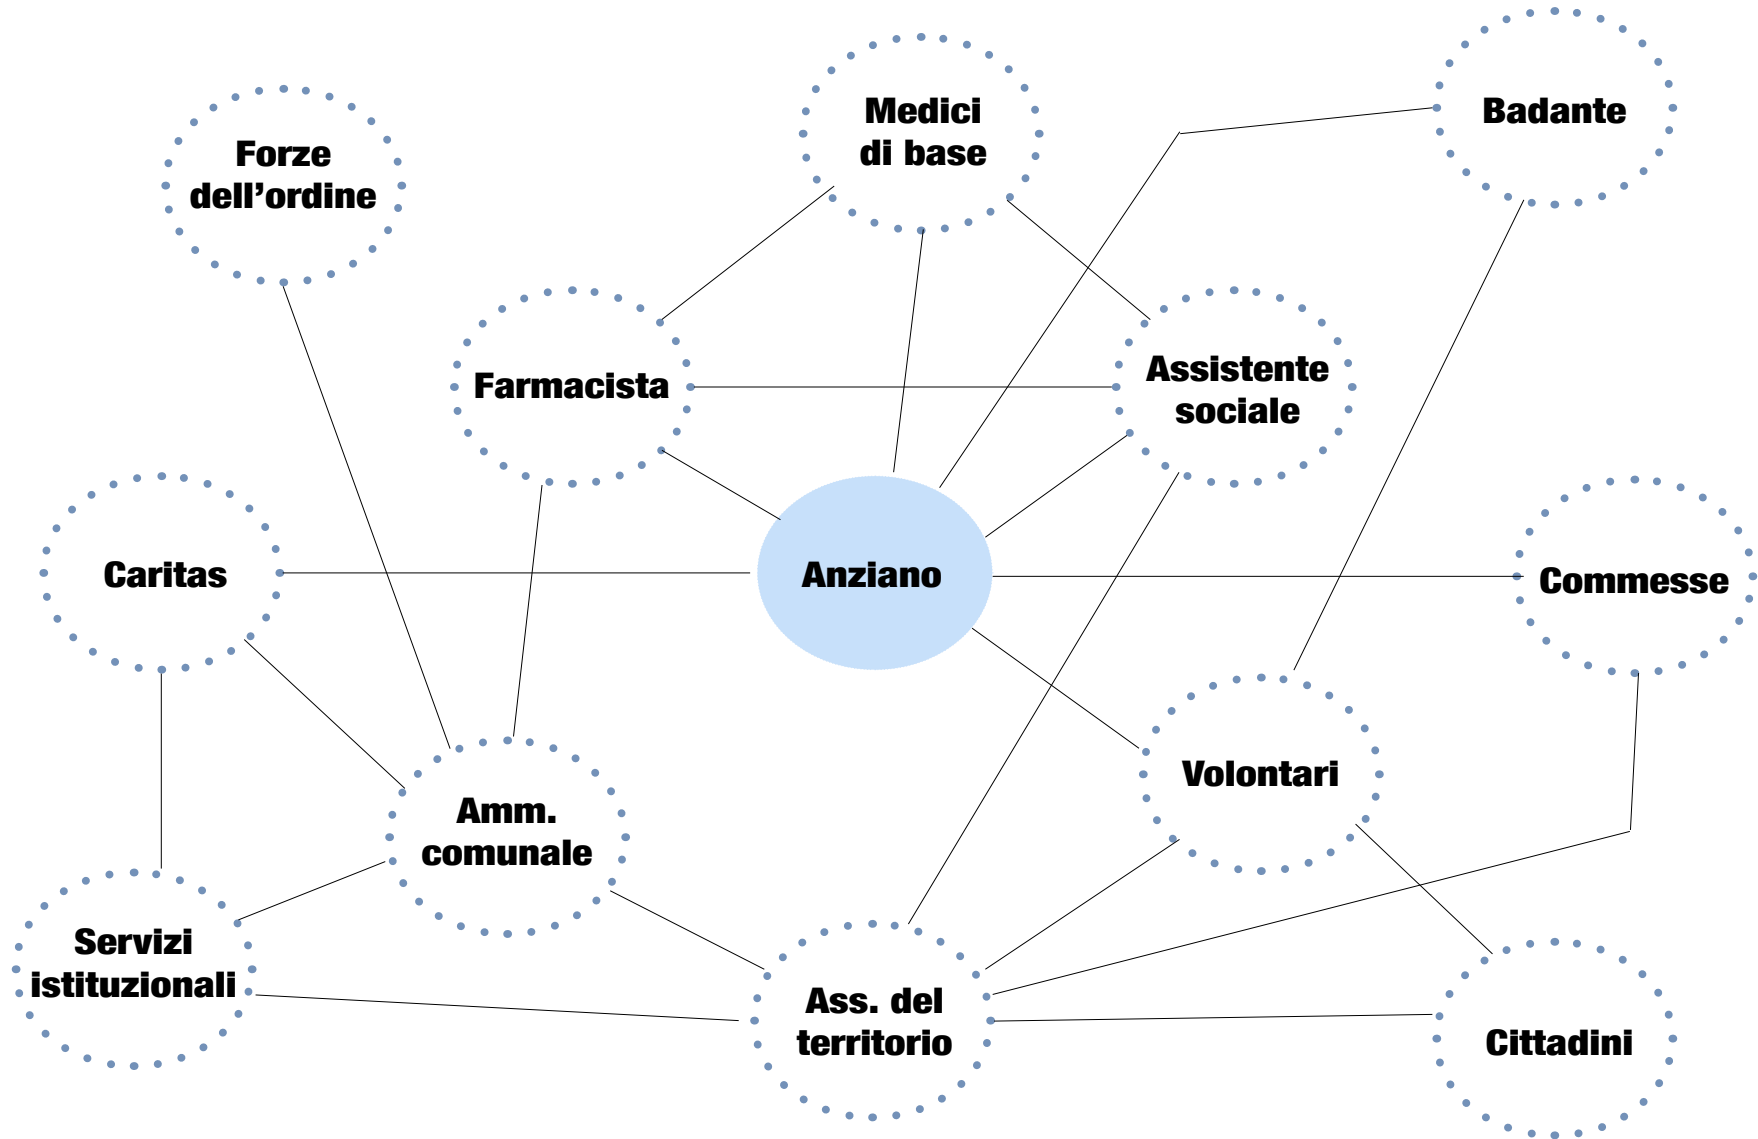 Medici
di base
Badante
Forze
dell’ordine
Farmacista
Assistente
sociale
Caritas
Anziano
Commesse
Volontari
Amm.
comunale
Servizi
istituzionali
Ass. del
territorio
Cittadini